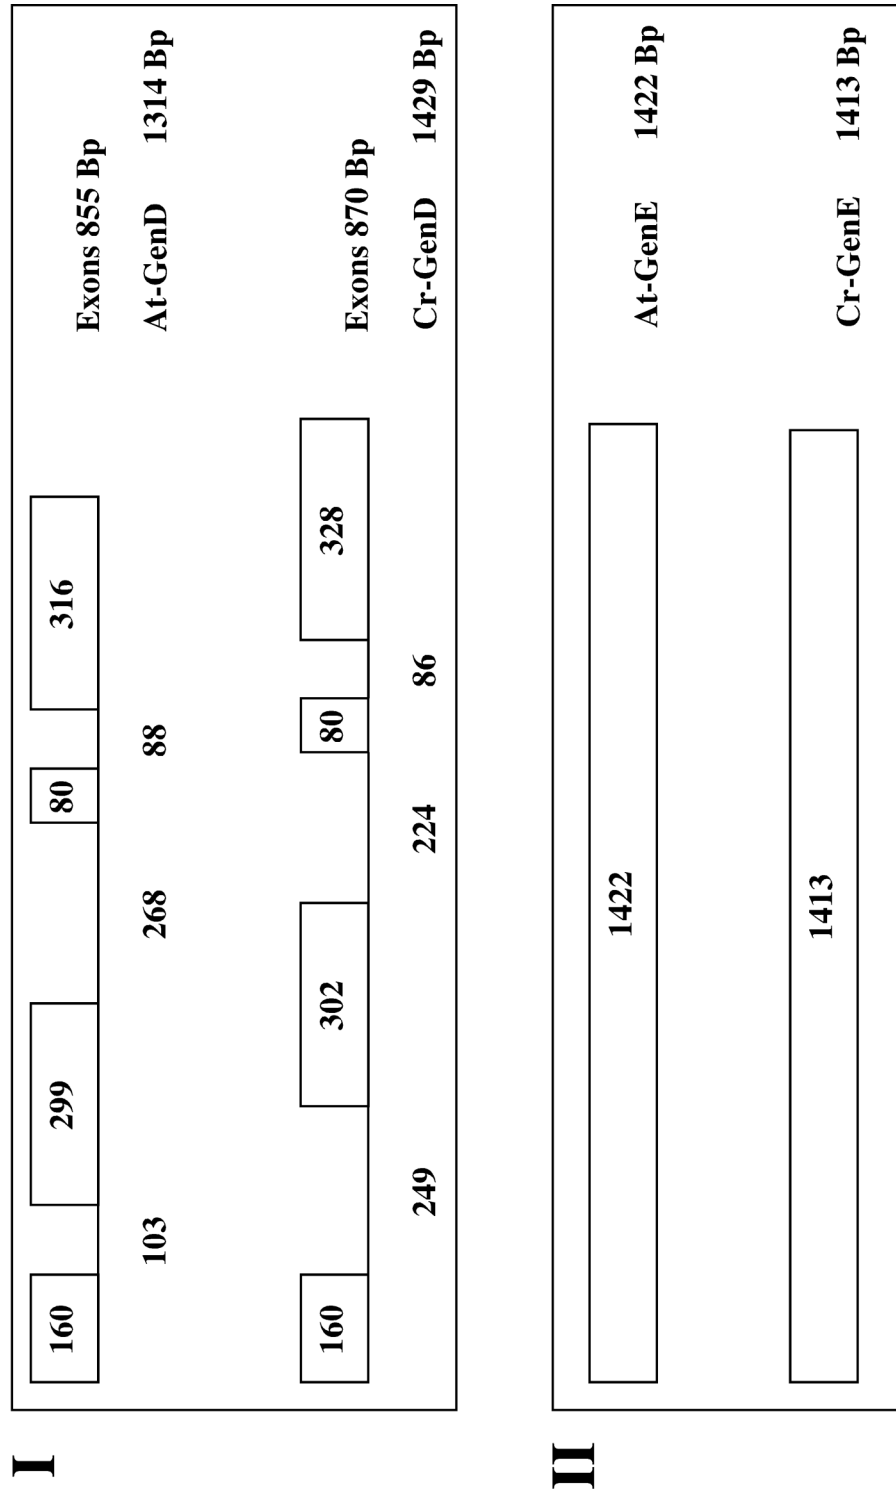 I
160 299 80 316 Exons 855 Bp
103 268 88 At-GenD 1314 Bp
160 302 80 328 Exons 870 Bp
249 224 86 Cr-GenD 1429 Bp
II
1422 At-GenE 1422 Bp
1413 Cr-GenE 1413 Bp